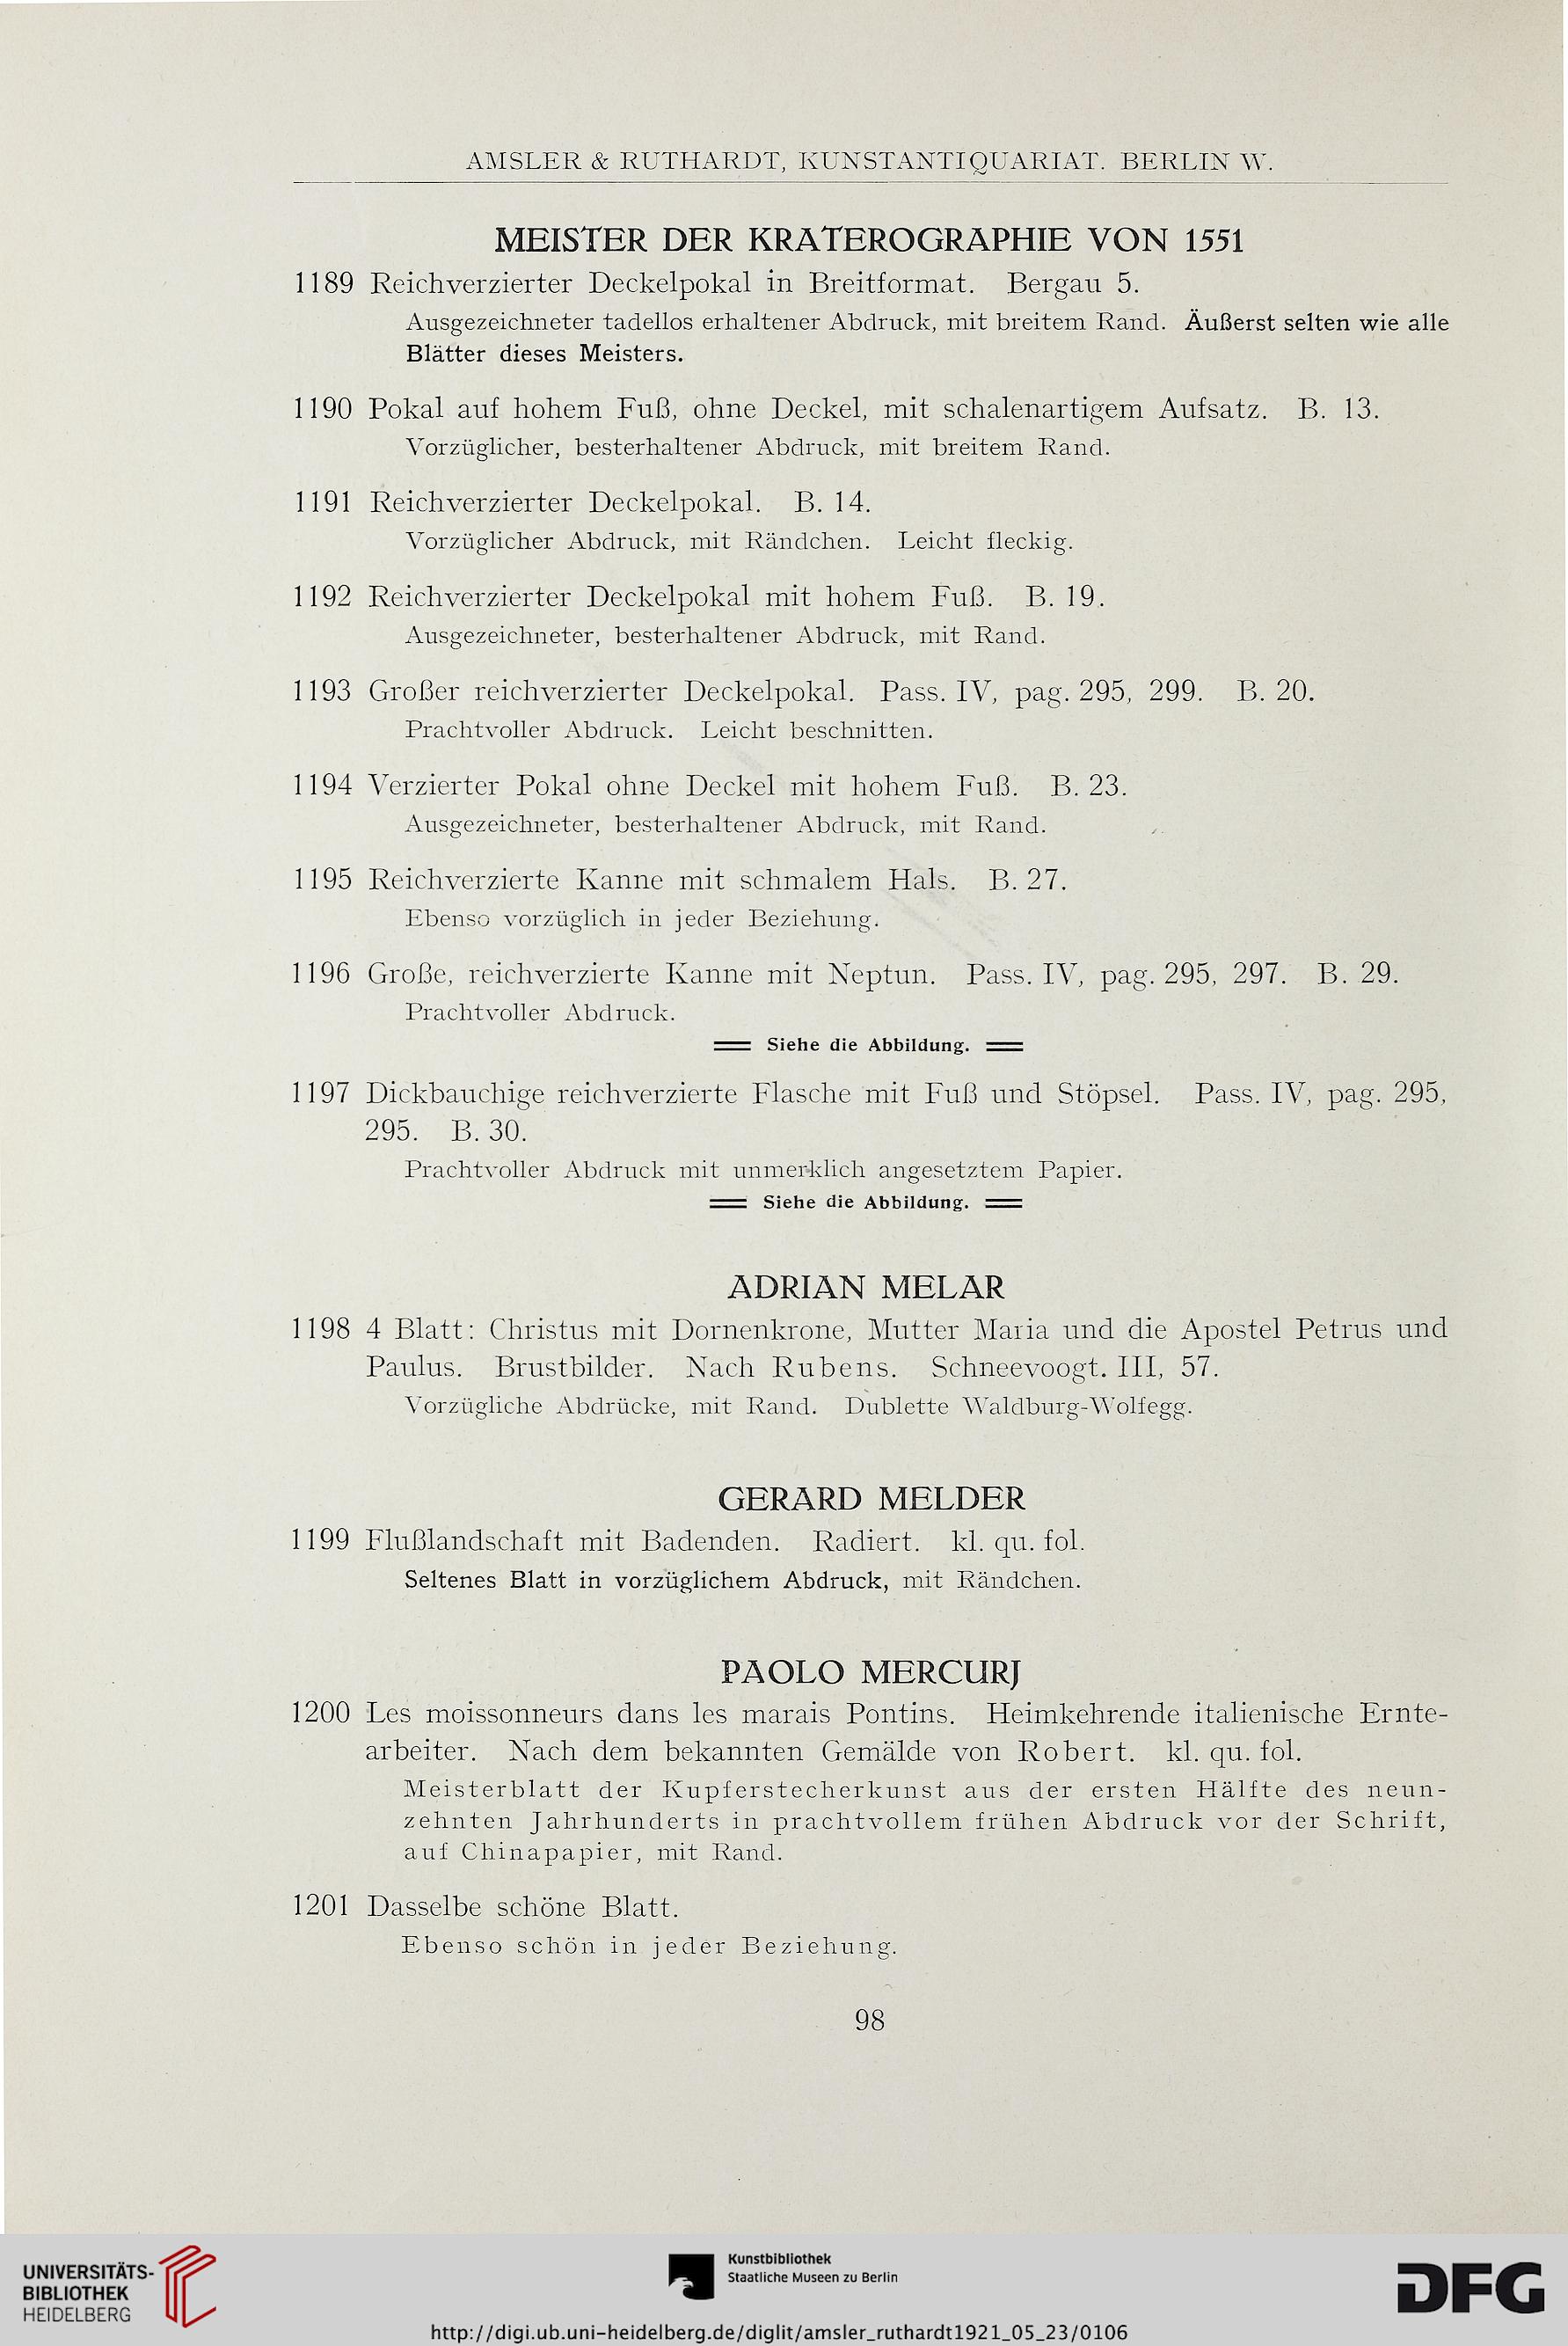 AMSLER & RUTHARDT, KUNSTANTIQUARIAT. BERLIN W.
MEISTER DER KRATEROGRAPHIE VON 1551
1189 Reichverzierter Deckelpokal in Breitformat. Bergau 5.
Ausgezeichneter tadellos erhaltener Abdruck, mit breitem Rand. Äußerst selten wie alle
Blätter dieses Meisters.
1190 Pokal auf hohem Fuß, ohne Deckel, mit schalenartigem Aufsatz. B. 13.
Vorzüglicher, besterhaltener Abdruck, mit breitem Rand.
1191 Reichverzierter Deckelpokal. B. 14.
Vorzüglicher Abdruck, mit Rändchen. Leicht fleckig.
1192 Reichverzierter Deckelpokal mit hohem Fuß. B. 19.
Ausgezeichneter, besterhaltener Abdruck, mit Rand.
1193 Großer reichverzierter Deckelpokal. Pass. IV, pag. 295, 299. B. 20.
Prachtvoller Abdruck. Leicht beschnitten.
1194 Verzierter Pokal ohne Deckel mit hohem Fuß. B. 23.
Ausgezeichneter, besterhaltener Abdruck, mit Rand.
1195 Reichverzierte Kanne mit schmalem Hals. B. 27.
Ebenso vorzüglich in jeder Beziehung.
1196 Große, reichverzierte Kanne mit Neptun. Pass. IV, pag. 295, 297. B. 29.
Prachtvoller Abdruck.
Siehe die Abbildung.
1197 Dickbauchige reichverzierte Flasche mit Fuß und Stöpsel. Pass. IV, pag. 295,
295. B. 30.
Prachtvoller Abdruck mit unmerklich angesetztem Papier.
Siehe die Abbildung.
ADRIAN MELAR
1198 4 Blatt: Christus mit Dornenkrone, Mutter Maria und die Apostel Petrus und
Paulus. Brustbilder. Nach Rubens. Schneevoogt. III, 57.
Vorzügliche Abdrücke, mit Rand. Dublette Waldburg-Wolfegg.
GERARD MELDER
1199 Flußlandschaft mit Badenden. Radiert. kl. qu. fol.
Seltenes Blatt in vorzüglichem Abdruck, mit Rändchen.
PAOLO MERCURJ
1200 Les moissonneurs dans les marais Pontins. Heimkehrende italienische Ernte-
arbeiter. Nach dem bekannten Gemälde von Robert. kl. qu. fol.
Meisterblatt der Kupferstecherkunst aus der ersten Hälfte des neun-
zehnten Jahrhunderts in prachtvollem frühen Abdruck vor der Schrift,
auf Chinapapier, mit Rand.
1201 Dasselbe schöne Blatt.
Ebenso schön in jeder Beziehung.
98
UNIVERSITÄTS-
BIBLIOTHEK
HEIDELBERG
Kunstbibliothek
Staatliche Museen zu Berlin
DFG
http://digi.ub.uni-heidelberg.de/diglit/amsler_ruthardt1921_05_23/0106